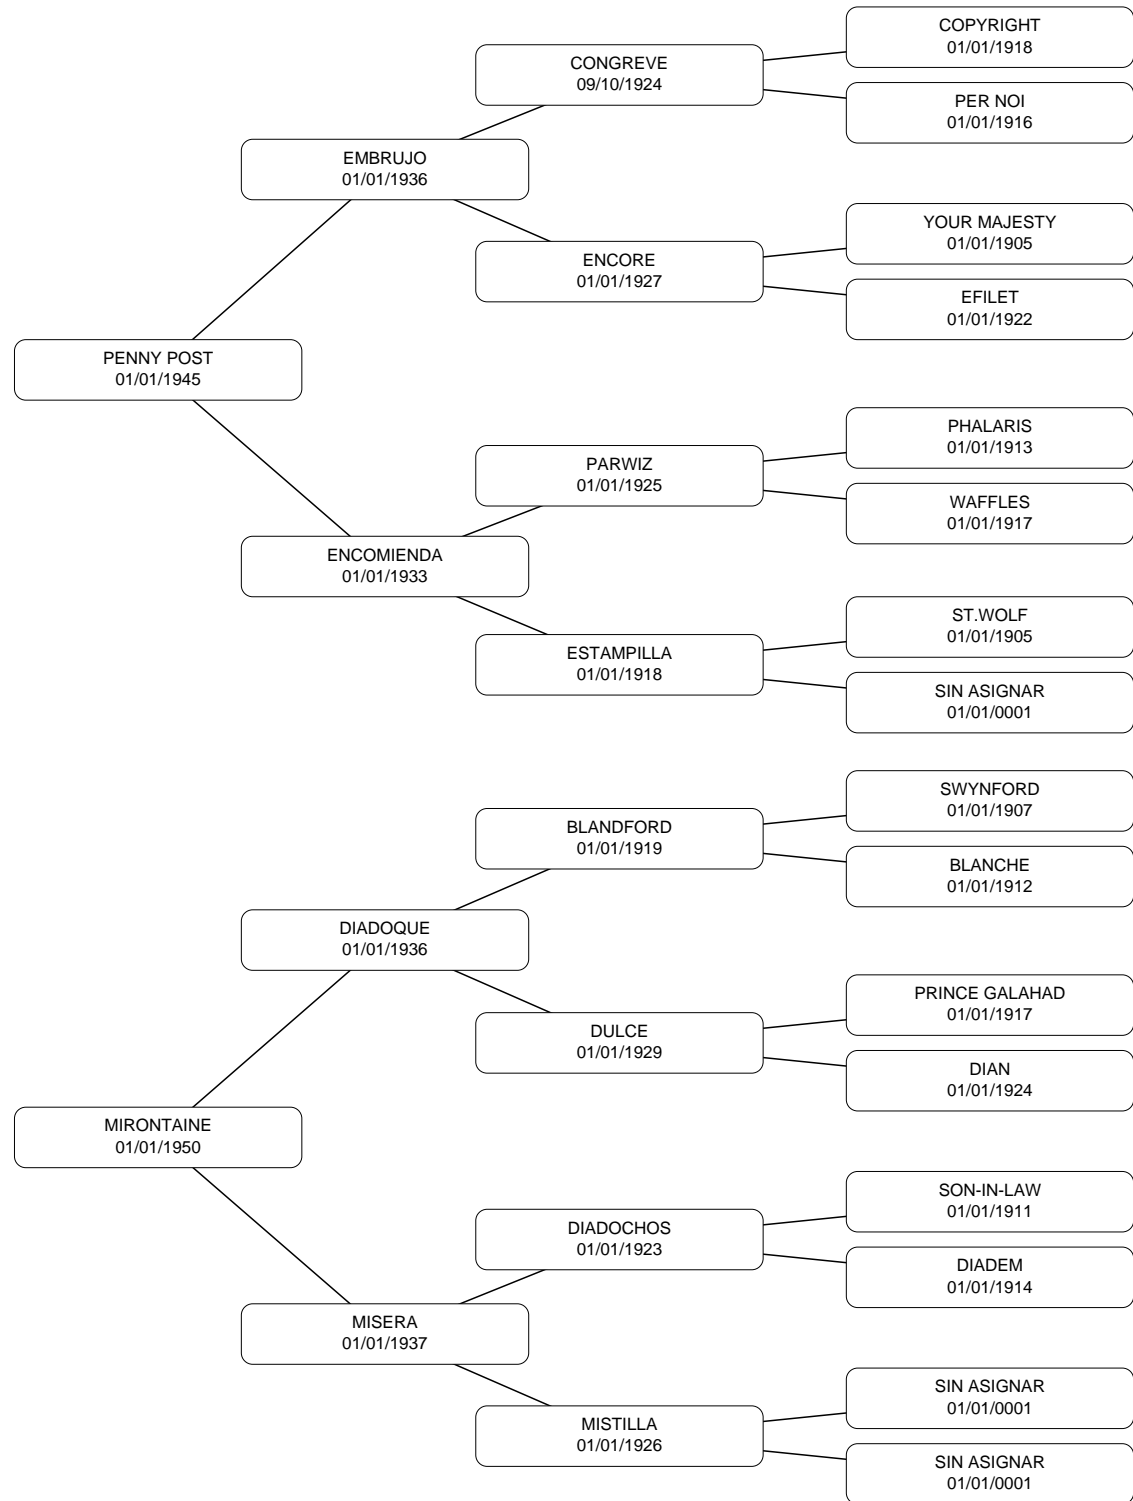 COPYRIGHT
01/01/1918
CONGREVE
09/10/1924
PER NOI
01/01/1916
EMBRUJO
01/01/1936
YOUR MAJESTY
01/01/1905
ENCORE
01/01/1927
EFILET
01/01/1922
PENNY POST
01/01/1945
PHALARIS
01/01/1913
PARWIZ
01/01/1925
WAFFLES
01/01/1917
ENCOMIENDA
01/01/1933
ST.WOLF
01/01/1905
ESTAMPILLA
01/01/1918
SIN ASIGNAR
01/01/0001
SWYNFORD
01/01/1907
BLANDFORD
01/01/1919
BLANCHE
01/01/1912
DIADOQUE
01/01/1936
PRINCE GALAHAD
01/01/1917
DULCE
01/01/1929
DIAN
01/01/1924
MIRONTAINE
01/01/1950
SON-IN-LAW
01/01/1911
DIADOCHOS
01/01/1923
DIADEM
01/01/1914
MISERA
01/01/1937
SIN ASIGNAR
01/01/0001
MISTILLA
01/01/1926
SIN ASIGNAR
01/01/0001